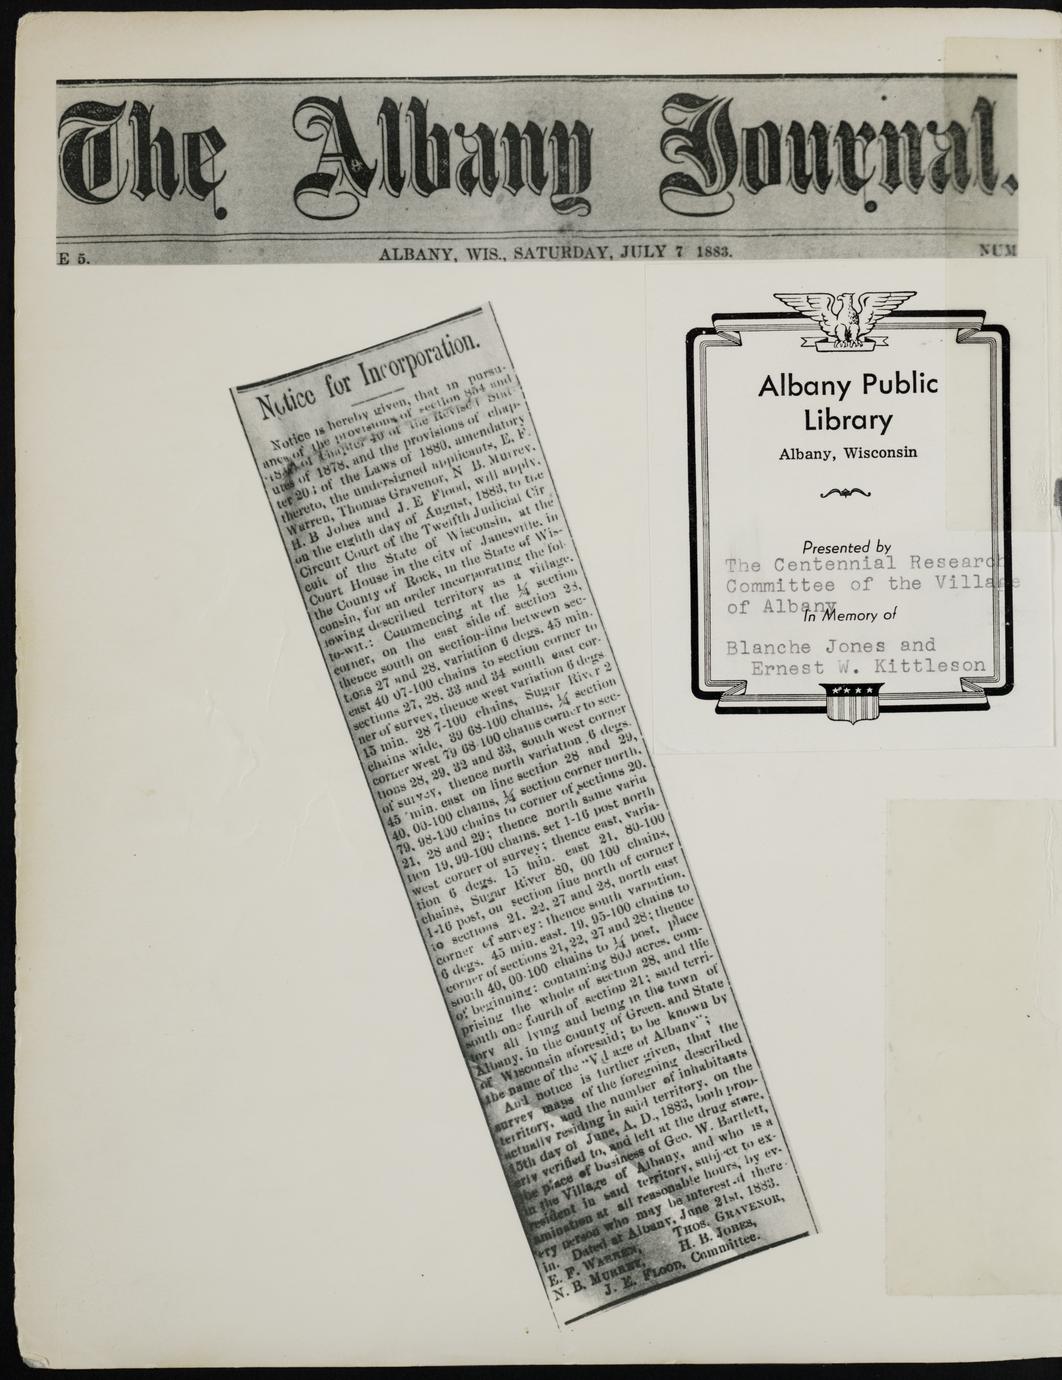 The Albany Journal.
E 5.
ALBANY, WIS., SATURDAY, JULY 7 1883.
NUM
Notice for Incorporation.
Notice is hereby given, that in pursu-
ance of the provisions of section 854 and
of Chapter 40 of the Revised Stat-
utes of 1878, and the provisions of chap-
ter 20 of the Laws of 1880, amendatory
thereto, the undersigned applicants, E. F.
Warren, Thomas Gravenor, N B. Murrey,
H. B Jobes and J. E Flood, will apply,
on the eighth day of August, 1883, to the
Circuit Court of the Twelfth Judicial Cir
cuit of the State of Wisconsin, at the
Court House in the city of Janesville, in
the County of Rock, in the State of Wis-
consin, for an order incorporating the fol-
lowing described territory as a village.
to-wit.: Commencing at the ¼ section
corner, on the east side of section 28,
thence south on section-line between sec-
tions 27 and 28, variation 6 degs. 45 min.
east 40 07-100 chains to section corner to
sections 27, 28, 33 and 34 south east cor-
ner of survey, thence west variation 6 degs
15 min. 28 7-100 chains, Sugar River 2
chains wide, 39 68-100 chains, ¼ section
corner west 79 68-100 chains corner to sec-
tions 28, 29, 32 and 33, south west corner
of survey, thence north variation 6 degs.
45 min. east on line section 28 and 29,
40, 00-100 chains, ¼ section corner north,
79, 98-100 chains to corner of sections 20,
21, 28 and 29; thence north same varia
tion 19, 99-100 chains, set 1-16 post north
west corner of survey; thence east, varia-
tion 6 degs. 15 min. east 21, 80-100
chains, Sugar River 80, 00 100 chains,
1-16 post, on section line north of corner
to sections 21, 22, 27 and 28, north east
corner of survey: thence south variation,
6 degs. 45 min. east, 19, 95-100 chains to
corner of sections 21, 22, 27 and 28; thence
south 40, 00-100 chains to ¼ post, place
of beginning: containing 800 acres, com-
prising the whole of section 28, and the
south one fourth of section 21; said terri-
tory all lying and being in the town of
Albany, in the county of Green, and State
of Wisconsin aforesaid; to be known by
the name of the "Village of Albany";
And notice is further given, that the
survey maps of the foregoing described
territory, and the number of inhabitants
actually residing in said territory, on the
15th day of June, A. D., 1883, both prop-
erly verified to, and left at the drug store,
the place of business of Geo. W. Bartlett,
in the Village of Albany, and who is a
resident in said territory, subject to ex-
amination at all reasonable hours, by ev-
ery person who may be interested there-
in. Dated at Albany, June 21st, 1883.
E. F. WARREN, THOS. GRAVENOR,
N. B. MURREY, H. B. JONES,
J. E. FLOOD, Committee.
Albany Public
Library
Albany, Wisconsin
Presented by
The Centennial Research
Committee of the Village
of Albany
In Memory of
Blanche Jones and
Ernest W. Kittleson